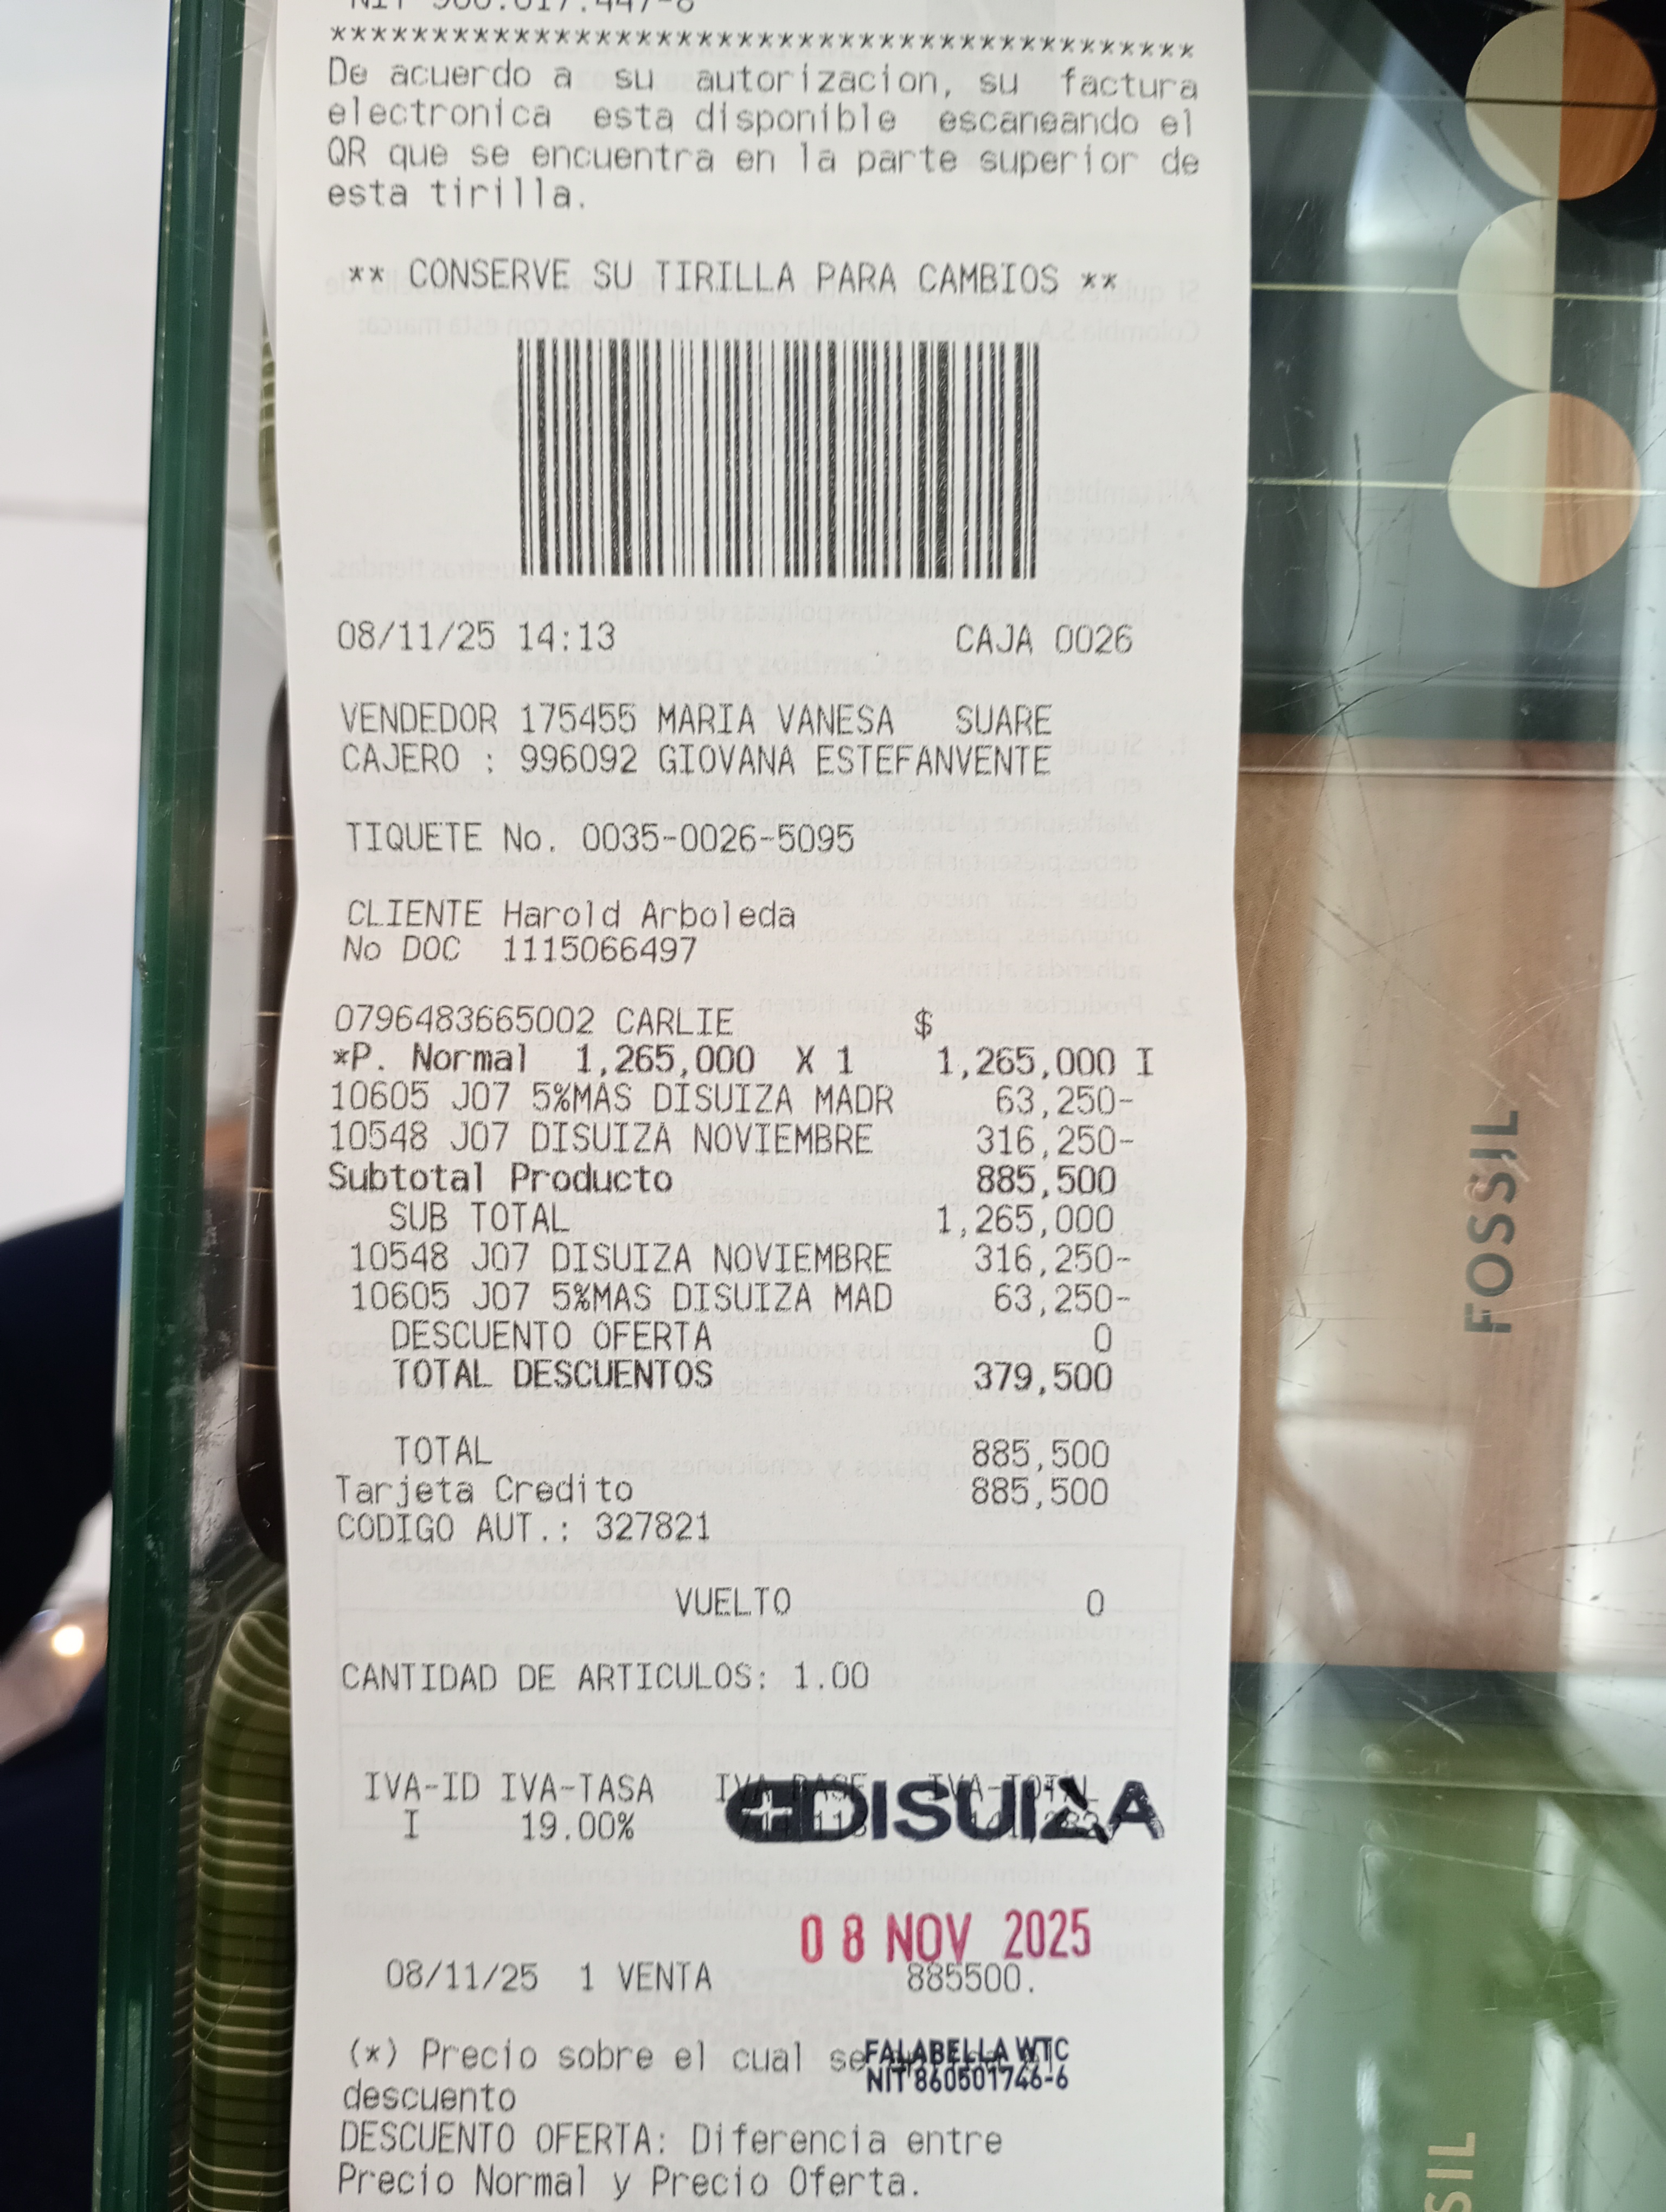 ****************************************
De acuerdo a su autorizacion, su factura
electronica esta disponible escaneando el
QR que se encuentra en la parte superior de
esta tirilla.
** CONSERVE SU TIRILLA PARA CAMBIOS **
08/11/25 14:13 CAJA 0026
VENDEDOR 175455 MARIA VANESA SUARE
CAJERO : 996092 GIOVANA ESTEFANVENTE
TIQUETE No. 0035-0026-5095
CLIENTE Harold Arboleda
No DOC 1115066497
0796483665002 CARLIE $
*P. Normal 1,265,000 X 1 1,265,000 I
10605 J07 5%MAS DISUIZA MADR 63,250-
10548 J07 DISUIZA NOVIEMBRE 316,250-
Subtotal Producto 885,500
SUB TOTAL 1,265,000
10548 J07 DISUIZA NOVIEMBRE 316,250-
10605 J07 5%MAS DISUIZA MAD 63,250-
DESCUENTO OFERTA 0
TOTAL DESCUENTOS 379,500
TOTAL 885,500
Tarjeta Credito 885,500
CODIGO AUT.: 327821
VUELTO 0
CANTIDAD DE ARTICULOS: 1.00
IVA-ID IVA-TASA IVA-BASE IVA-TOTAL
I 19.00%
DISUIZA
08 NOV 2025
08/11/25 1 VENTA 885500.
(*) Precio sobre el cual se
FALABELLA WTC
NIT 860501746-6
descuento
DESCUENTO OFERTA: Diferencia entre
Precio Normal y Precio Oferta.
FOSSIL